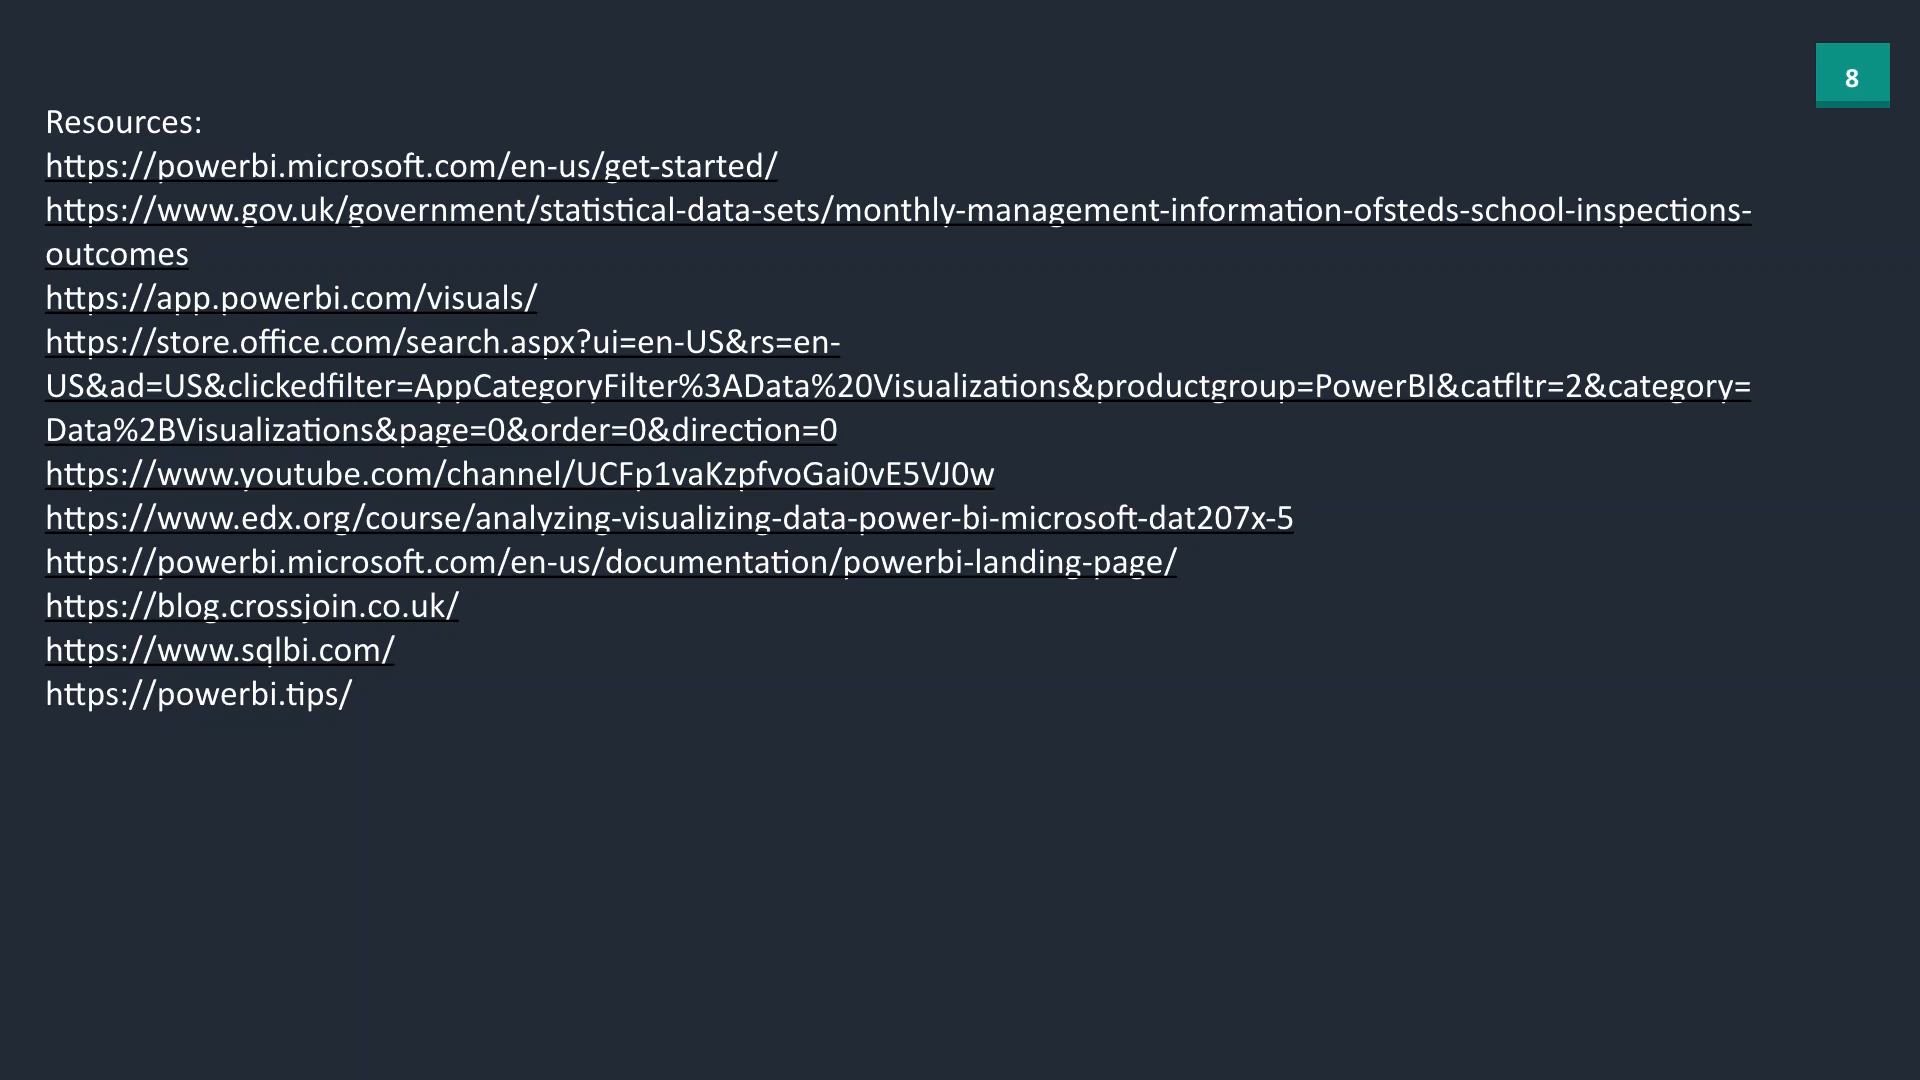 8
Resources:
https://powerbi.microsoft.com/en-us/get-started/
https://www.gov.uk/government/statistical-data-sets/monthly-management-information-ofsteds-school-inspections-
outcomes
https://app.powerbi.com/visuals/
https://store.office.com/search.aspx?ui=en-US&rs=en-
US&ad=US&clickedfilter=AppCategoryFilter%3AData%20Visualizations&productgroup=PowerBI&catfltr=2&category=
Data%2BVisualizations&page=0&order=0&direction=0
https://www.youtube.com/channel/UCFp1vaKzpfvoGai0vE5VJ0w
https://www.edx.org/course/analyzing-visualizing-data-power-bi-microsoft-dat207x-5
https://powerbi.microsoft.com/en-us/documentation/powerbi-landing-page/
https://blog.crossjoin.co.uk/
https://www.sqlbi.com/
https://powerbi.tips/